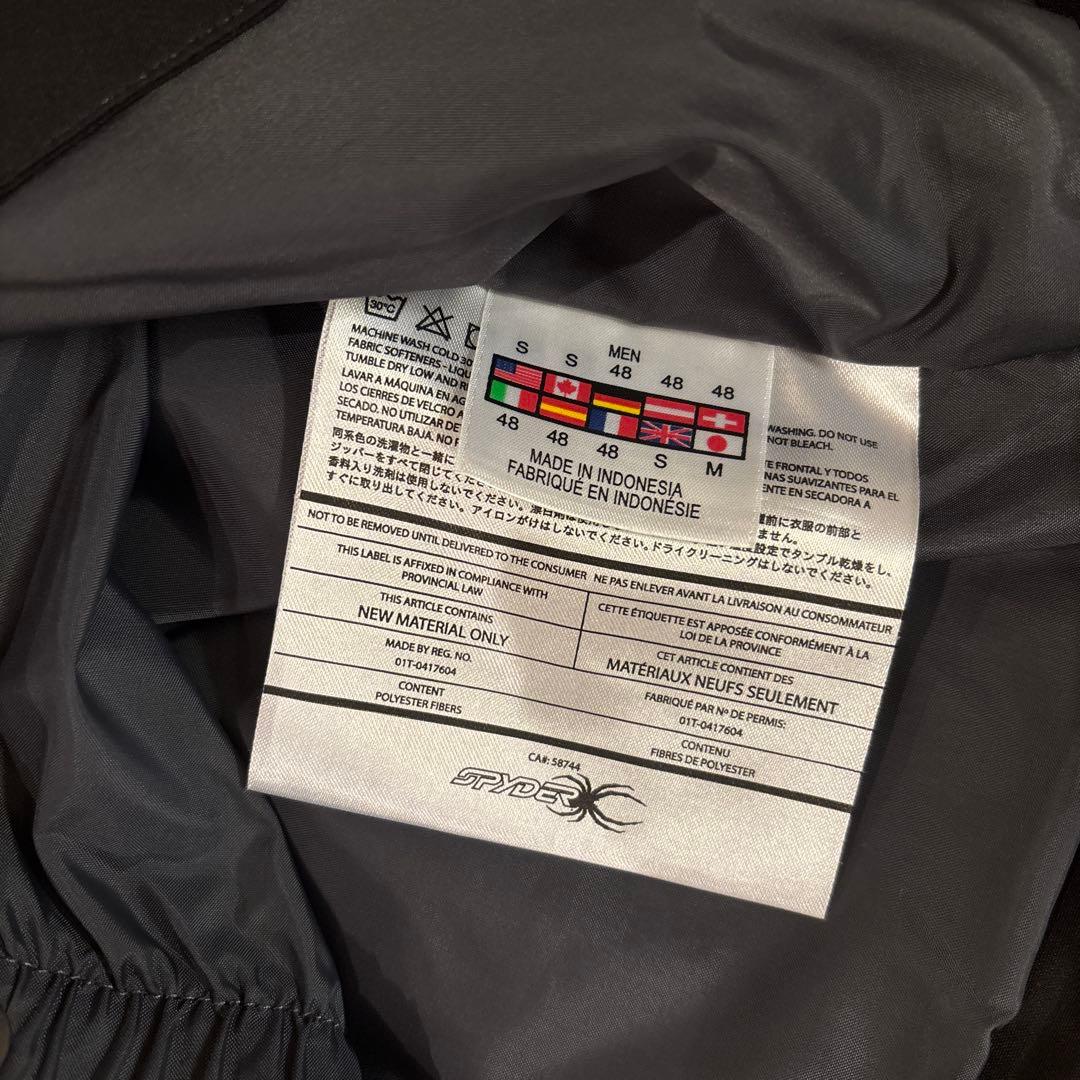 30°C
MACHINE WASH COLD 30
FABRIC SOFTENERS - LIQU
TUMBLE DRY LOW AND R
LAVAR A MÁQUINA EN AG
LOS CIERRES DE VELCRO A
SECADO. NO UTILIZAR DE
TEMPERATURA BAJA. NO P
同系色の洗濯物と一緒に
ジッパーをすべて閉じてくだ
香料入り洗剤は使用しないでください。
すぐに取り出してください。アイロンがけはしないでください。ドライクリーニングはしないでください。
WASHING. DO NOT USE
NOT BLEACH.
TE FRONTAL Y TODOS
NAS SUAVIZANTES PARA EL
ENTE EN SECADORA A
前に衣服の前部と
ません。
設定でタンブル乾燥をし、
MEN
S S 48 48 48
48 48 48 S M
MADE IN INDONESIA
FABRIQUÉ EN INDONÉSIE
NOT TO BE REMOVED UNTIL DELIVERED TO THE CONSUMER NE PAS ENLEVER AVANT LA LIVRAISON AU CONSOMMATEUR
THIS LABEL IS AFFIXED IN COMPLIANCE WITH
PROVINCIAL LAW
THIS ARTICLE CONTAINS
NEW MATERIAL ONLY
MADE BY REG. NO.
01T-0417604
CONTENT
POLYESTER FIBERS
CETTE ÉTIQUETTE EST APPOSÉE CONFORMÉMENT À LA
LOI DE LA PROVINCE
CET ARTICLE CONTIENT DES
MATÉRIAUX NEUFS SEULEMENT
FABRIQUÉ PAR Nº DE PERMIS:
01T-0417604
CONTENU
FIBRES DE POLYESTER
CA#: 58744
SPYDER